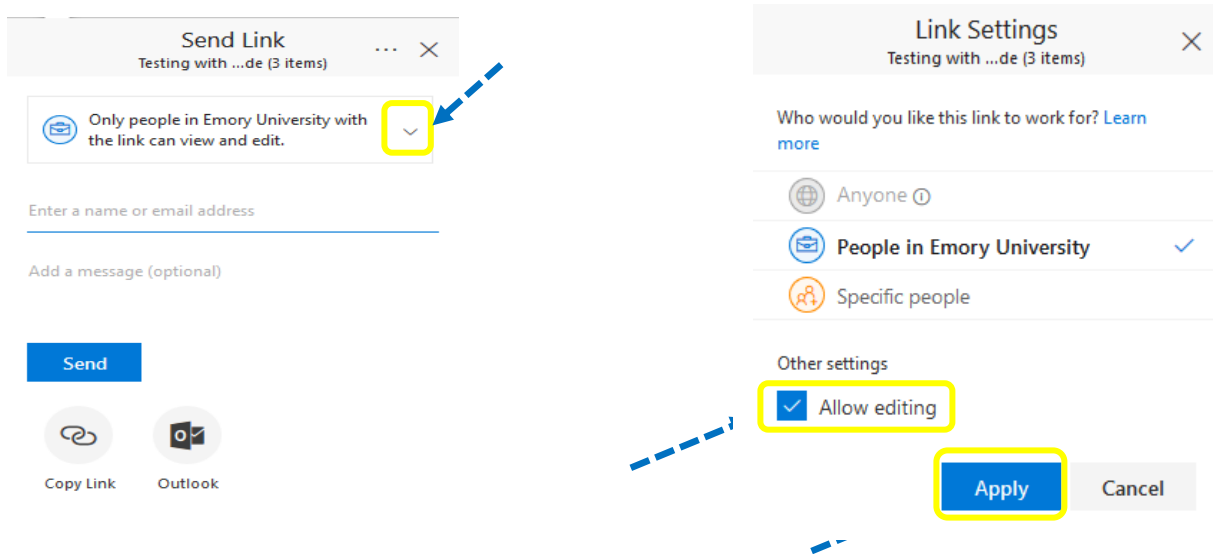 Send Link
Testing with ...de (3 items)
Only people in Emory University with
the link can view and edit.
Enter a name or email address
Add a message (optional)
Send
Copy Link
Outlook
Link Settings
Testing with ...de (3 items)
Who would you like this link to work for? Learn
more
Anyone
People in Emory University
Specific people
Other settings
Allow editing
Apply
Cancel